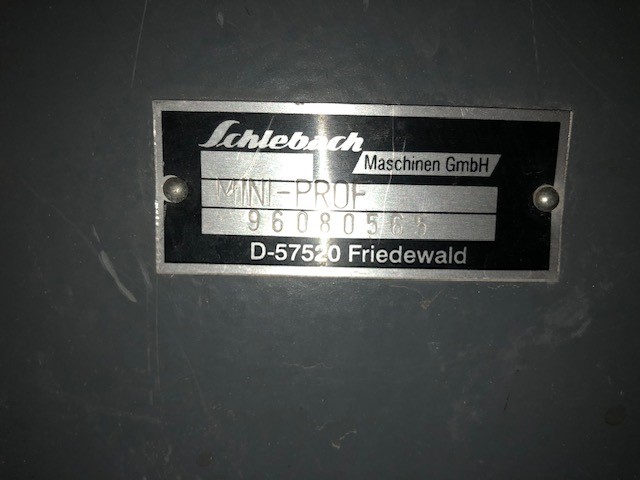 Schlebach
Maschinen GmbH
MINI-PROF
96080565
D-57520 Friedewald